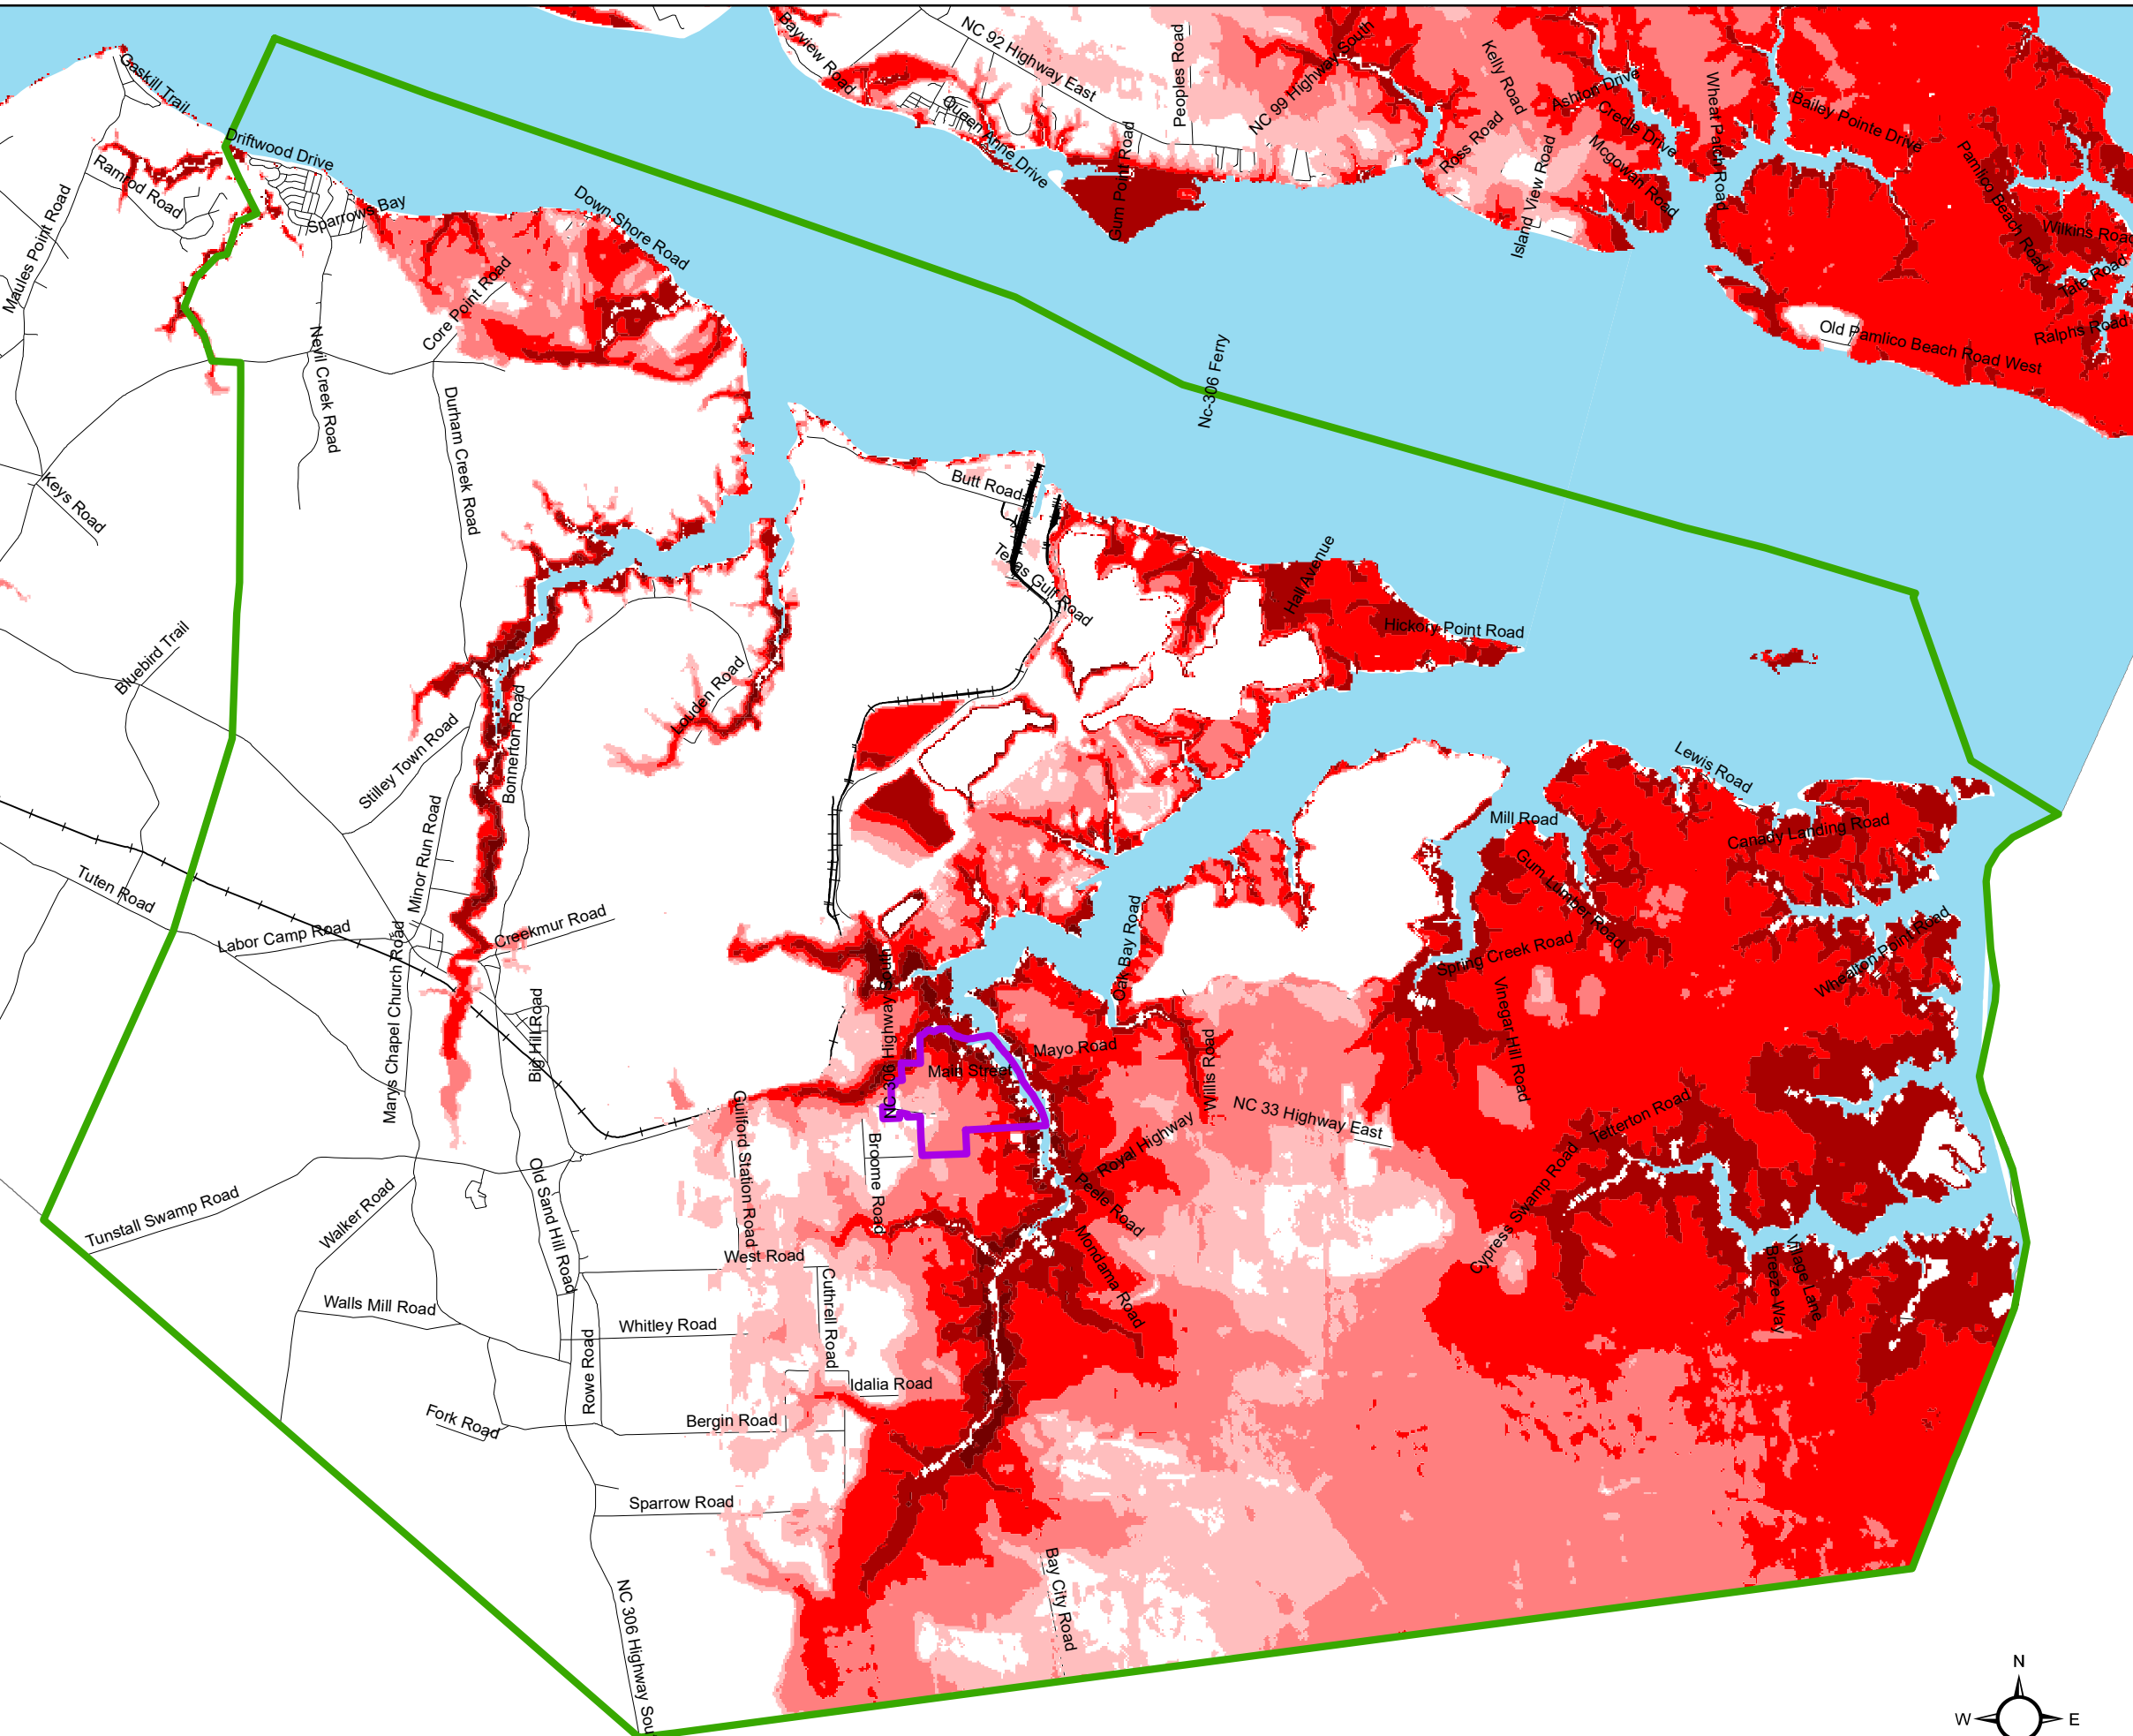 Bayview Road
NC 92 Highway East
Peoples Road
NC 99 Highway South
Kelly Road
Ashton Drive
Credle Drive
Wheat Patch Road
Bailey Pointe Drive
Gaskill Trail
Driftwood Drive
Queen Anne Drive
Gum Point Road
Ross Road
Island View Road
Mcgowan Road
Pamlico Beach Road
Wilkins Road
Tate Road
Ralphs Road
Old Pamlico Beach Road West
Ramrod Road
Maules Point Road
Sparrows Bay
Down Shore Road
Core Point Road
Nevil Creek Road
Durham Creek Road
Nc-306 Ferry
Keys Road
Butt Road
Texas Gulf Road
Hall Avenue
Hickory Point Road
Bluebird Trail
Louden Road
Bonnerton Road
Stilley Town Road
Lewis Road
Mill Road
Canady Landing Road
Minor Run Road
Gum Lumber Road
Tuten Road
Labor Camp Road
Creekmur Road
Marys Chapel Church Road
Oak Bay Road
Spring Creek Road
Wheaton Point Road
NC 306 Highway South
Vinegar Hill Road
Big Hill Road
Mayo Road
Main Street
Willis Road
NC 33 Highway East
Teterton Road
Guilford Station Road
Broome Road
Royal Highway
Peele Road
Cypress Swamp Road
Tunstall Swamp Road
Walker Road
Old Sand Hill Road
West Road
Mondama Road
Village Lane
Breeze Way
Walls Mill Road
Whitley Road
Cuthrell Road
Rowe Road
Idalia Road
Fork Road
Bergin Road
Sparrow Road
Bay City Road
NC 306 Highway Sou
N
W
E